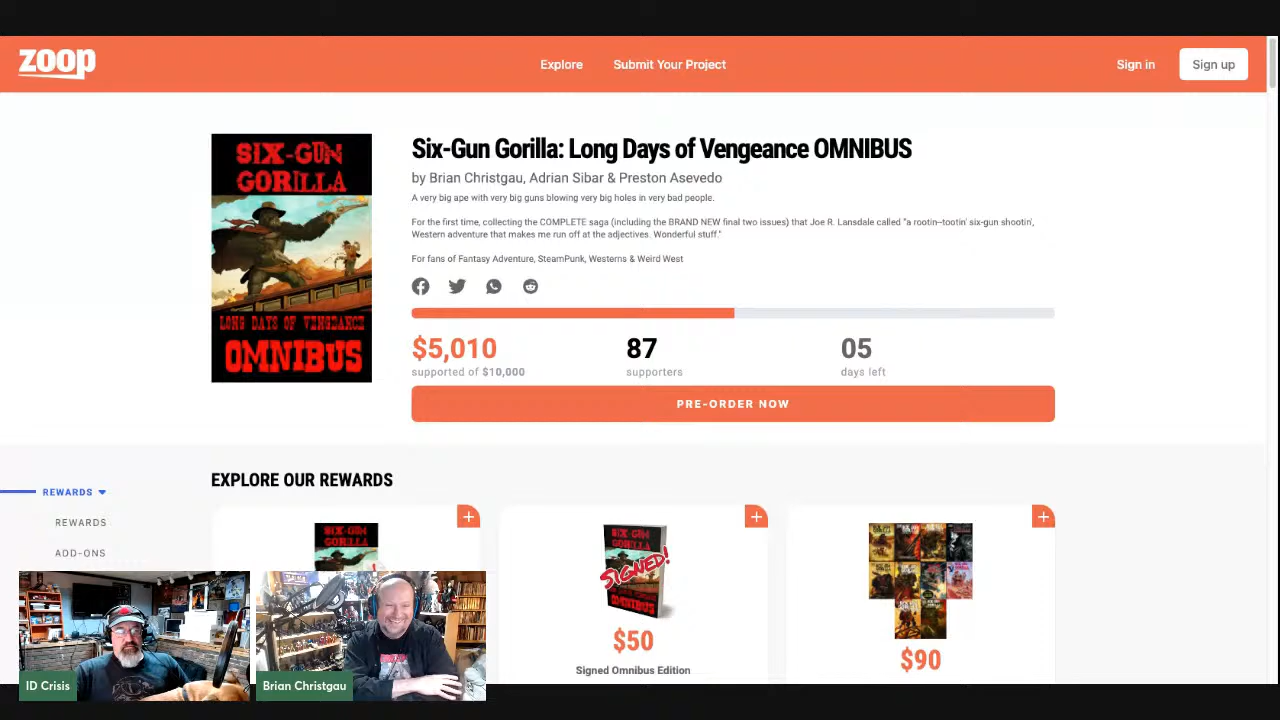 zoop
Explore
Submit Your Project
Sign in
Sign up
SIX-GUN
GORILLA
LONG DAYS OF VENGEANCE
OMNIBUS
Six-Gun Gorilla: Long Days of Vengeance OMNIBUS
by Brian Christgau, Adrian Sibar & Preston Asevedo
A very big ape with very big guns blowing very big holes in very bad people.
For the first time, collecting the COMPLETE saga (including the BRAND NEW final two issues) that Joe R. Lansdale called "a rootin–tootin' six-gun shootin',
Western adventure that makes me run off at the adjectives. Wonderful stuff."
For fans of Fantasy Adventure, SteamPunk, Westerns & Weird West
$5,010
supported of $10,000
87
supporters
05
days left
PRE-ORDER NOW
REWARDS
REWARDS
ADD-ONS
EXPLORE OUR REWARDS
SIX-GUN
GORILLA
SIX GUN
GORILLA
SIGNED!
OMNIBUS
$50
Signed Omnibus Edition
$90
ID Crisis
Brian Christgau